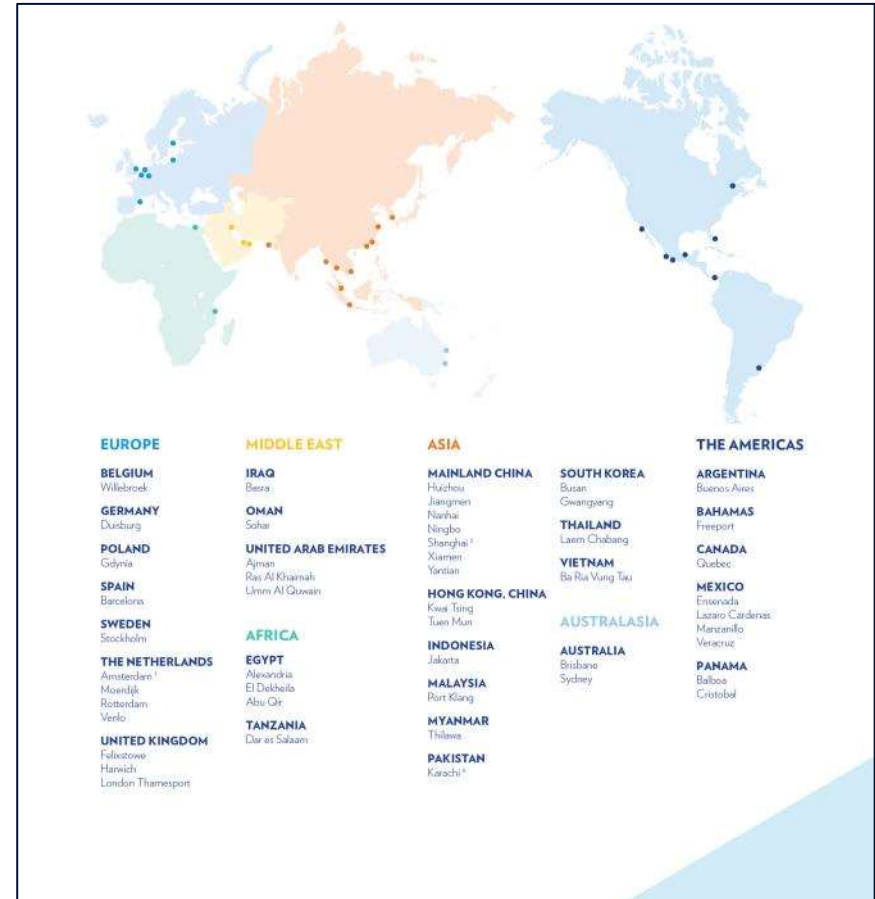 EUROPE
BELGIUM
Willebroek
GERMANY
Duisburg
POLAND
Gdynia
SPAIN
Barcelona
SWEDEN
Stockholm
THE NETHERLANDS
Amsterdam ¹
Moerdijk
Rotterdam
Venlo
UNITED KINGDOM
Felixstowe
Harwich
London Thamesport
MIDDLE EAST
IRAQ
Basra
OMAN
Sohar
UNITED ARAB EMIRATES
Ajman
Ras Al Khaimah
Umm Al Quwain
AFRICA
EGYPT
Alexandria
El Dekheila
Abu Qir
TANZANIA
Dar es Salaam
ASIA
MAINLAND CHINA
Huizhou
Jiangmen
Nanhai
Ningbo
Shanghai
Xiamen
Yantian
HONG KONG, CHINA
Kwai Tsing
Tuen Mun
INDONESIA
Jakarta
MALAYSIA
Port Klang
MYANMAR
Thilawa
PAKISTAN
Karachi
SOUTH KOREA
Busan
Gwangyang
THAILAND
Laem Chabang
VIETNAM
Ba Ria Vung Tau
AUSTRALASIA
AUSTRALIA
Brisbane
Sydney
THE AMERICAS
ARGENTINA
Buenos Aires
BAHAMAS
Freeport
CANADA
Quebec
MEXICO
Ensenada
Lazaro Cardenas
Manzanillo
Veracruz
PANAMA
Balboa
Cristobal